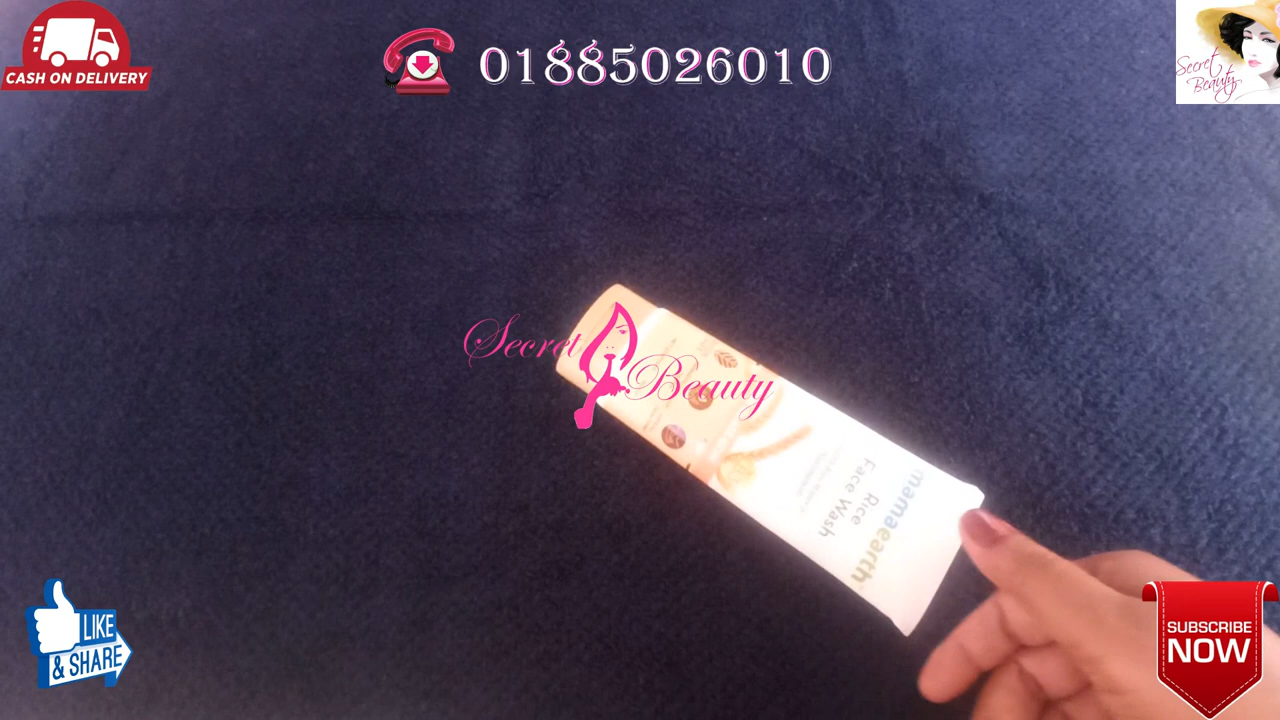 CASH ON DELIVERY
01885026010
Secret
Beauty
Secret
Beauty
mamaearth
Rice
Face Wash
LIKE
& SHARE
SUBSCRIBE
NOW